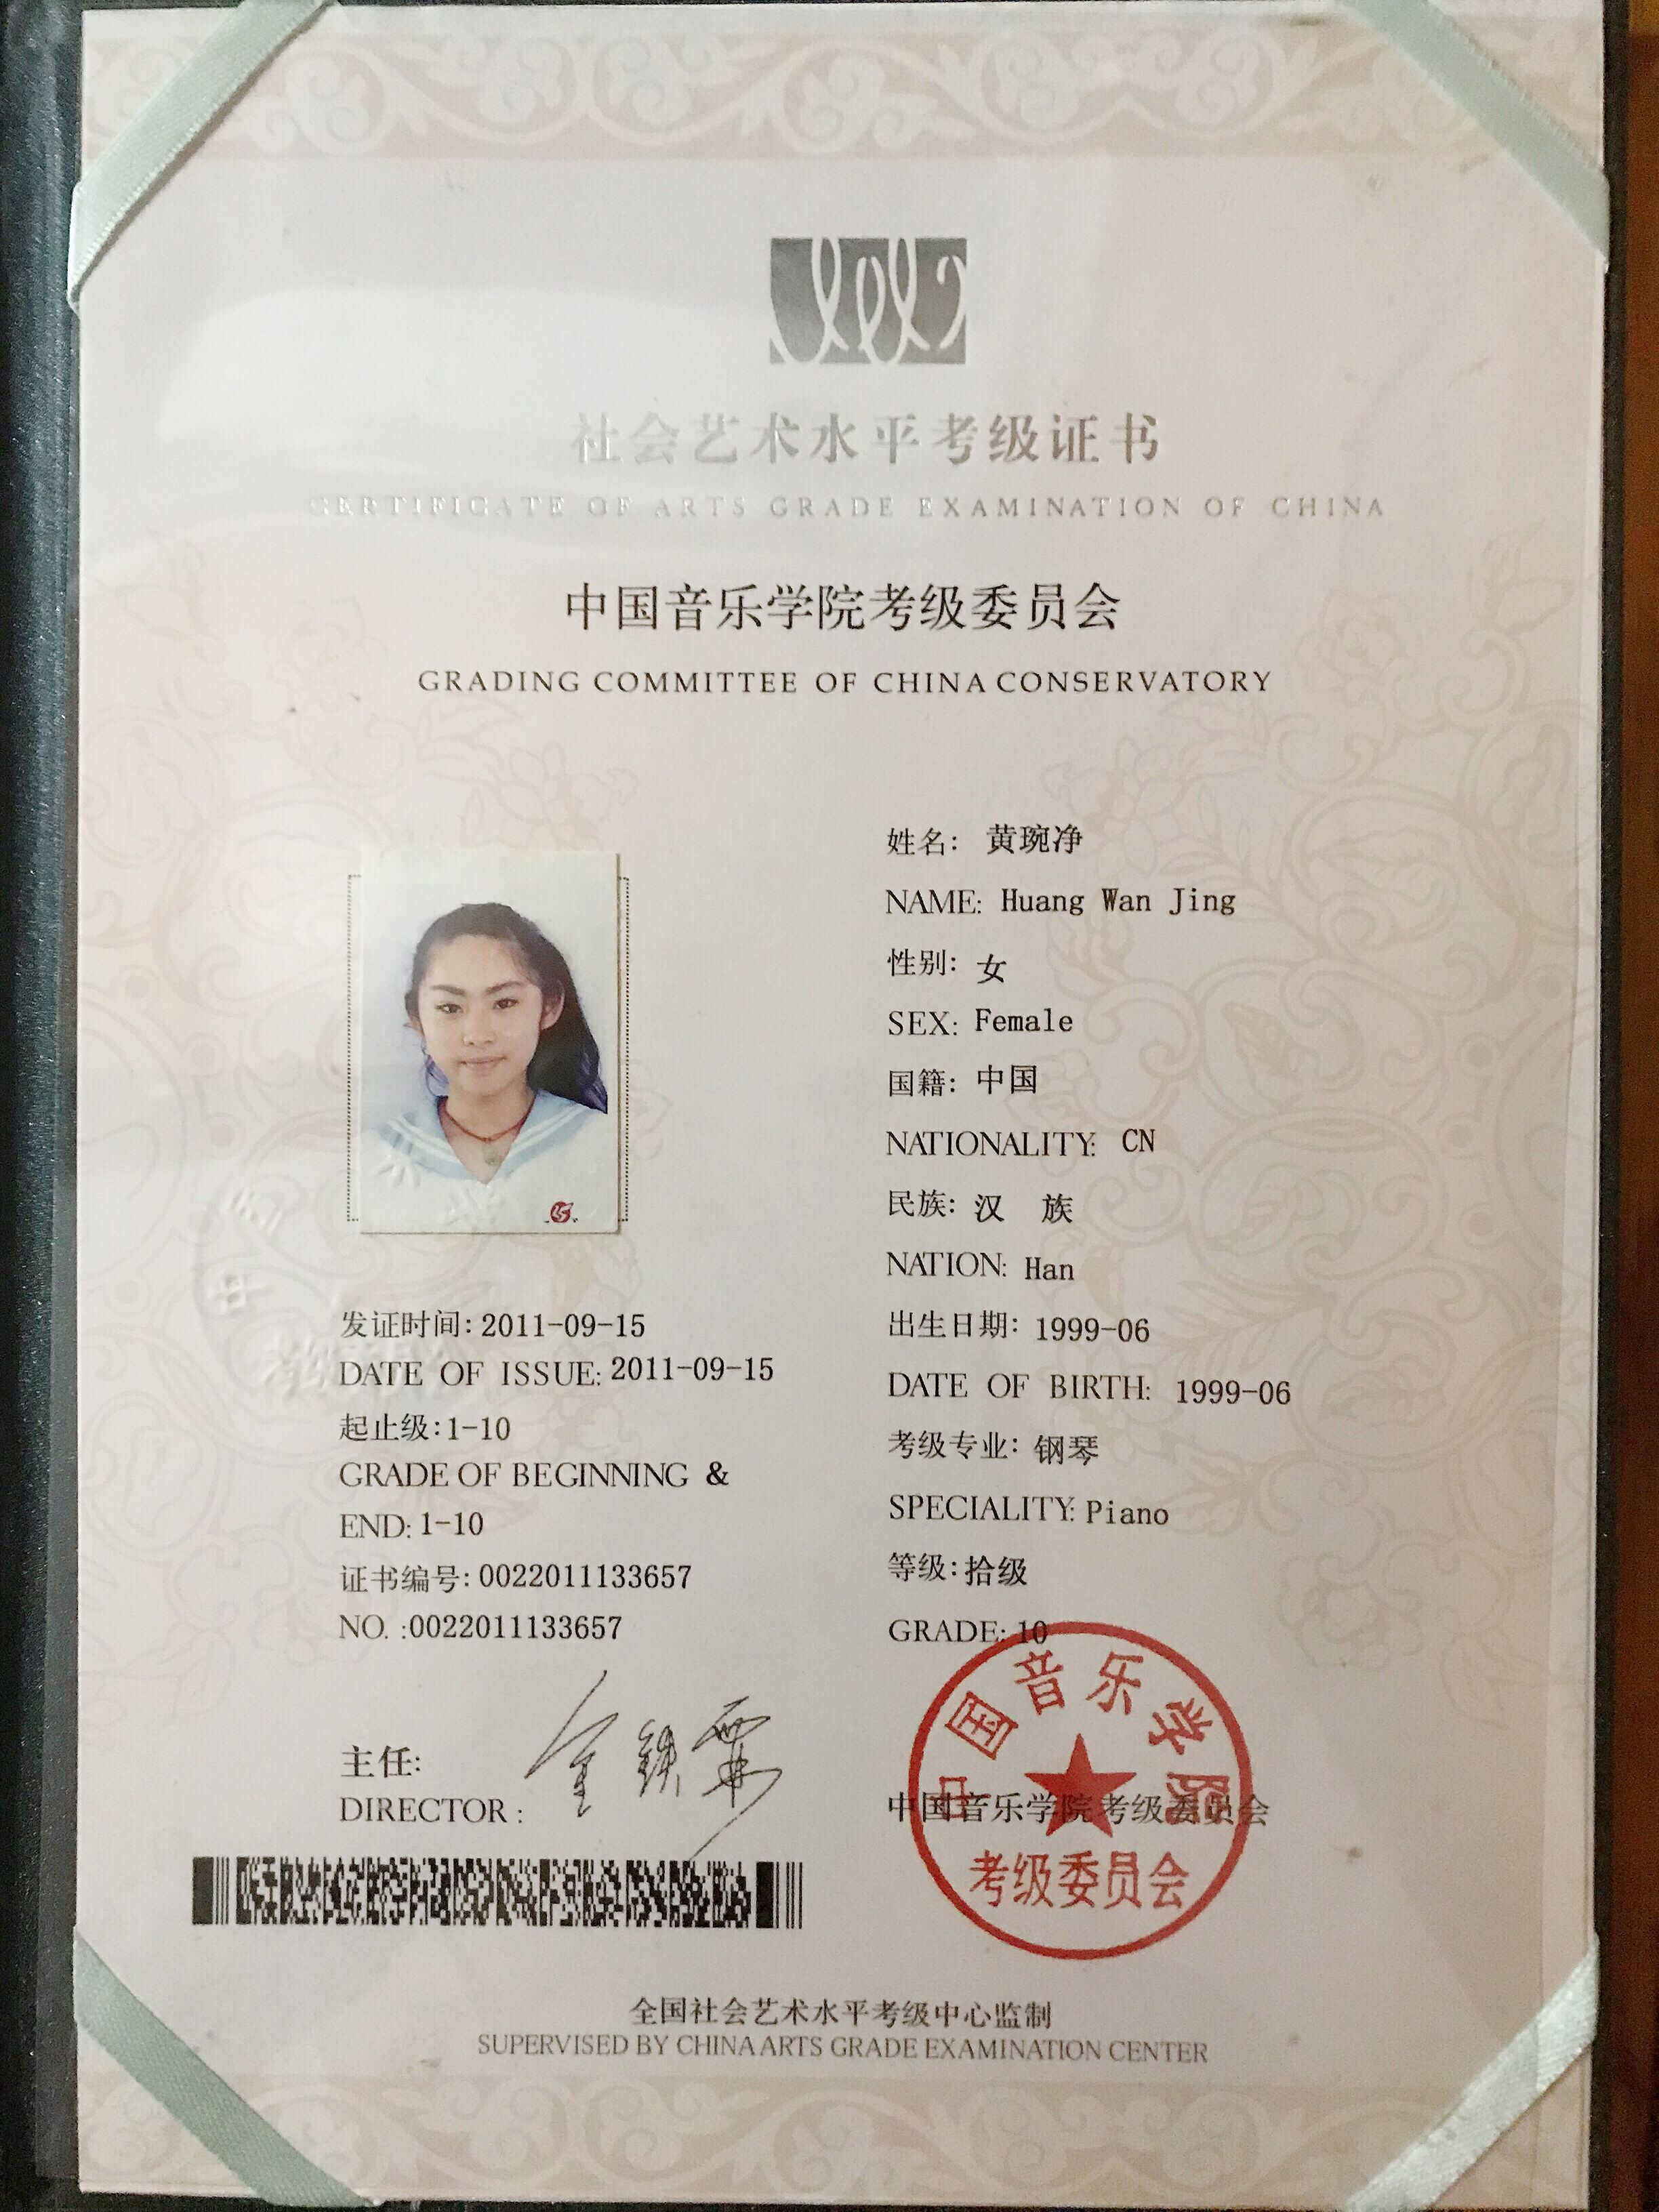 社会艺术水平考级证书
CERTIFICATE OF ARTS GRADE EXAMINATION OF CHINA
中国音乐学院考级委员会
GRADING COMMITTEE OF CHINA CONSERVATORY
姓名: 黄琬净
NAME: Huang Wan Jing
性别: 女
SEX: Female
国籍: 中国
NATIONALITY: CN
民族: 汉 族
NATION: Han
出生日期: 1999-06
DATE OF BIRTH: 1999-06
考级专业: 钢琴
SPECIALITY: Piano
等级: 拾级
GRADE: 10
发证时间: 2011-09-15
DATE OF ISSUE: 2011-09-15
起止级: 1-10
GRADE OF BEGINNING &
END: 1-10
证书编号: 0022011133657
NO. :0022011133657
主任: 金铁霖
DIRECTOR:
中国音乐学院考级委员会
中国音乐学院
考级委员会
全国社会艺术水平考级中心监制
SUPERVISED BY CHINA ARTS GRADE EXAMINATION CENTER